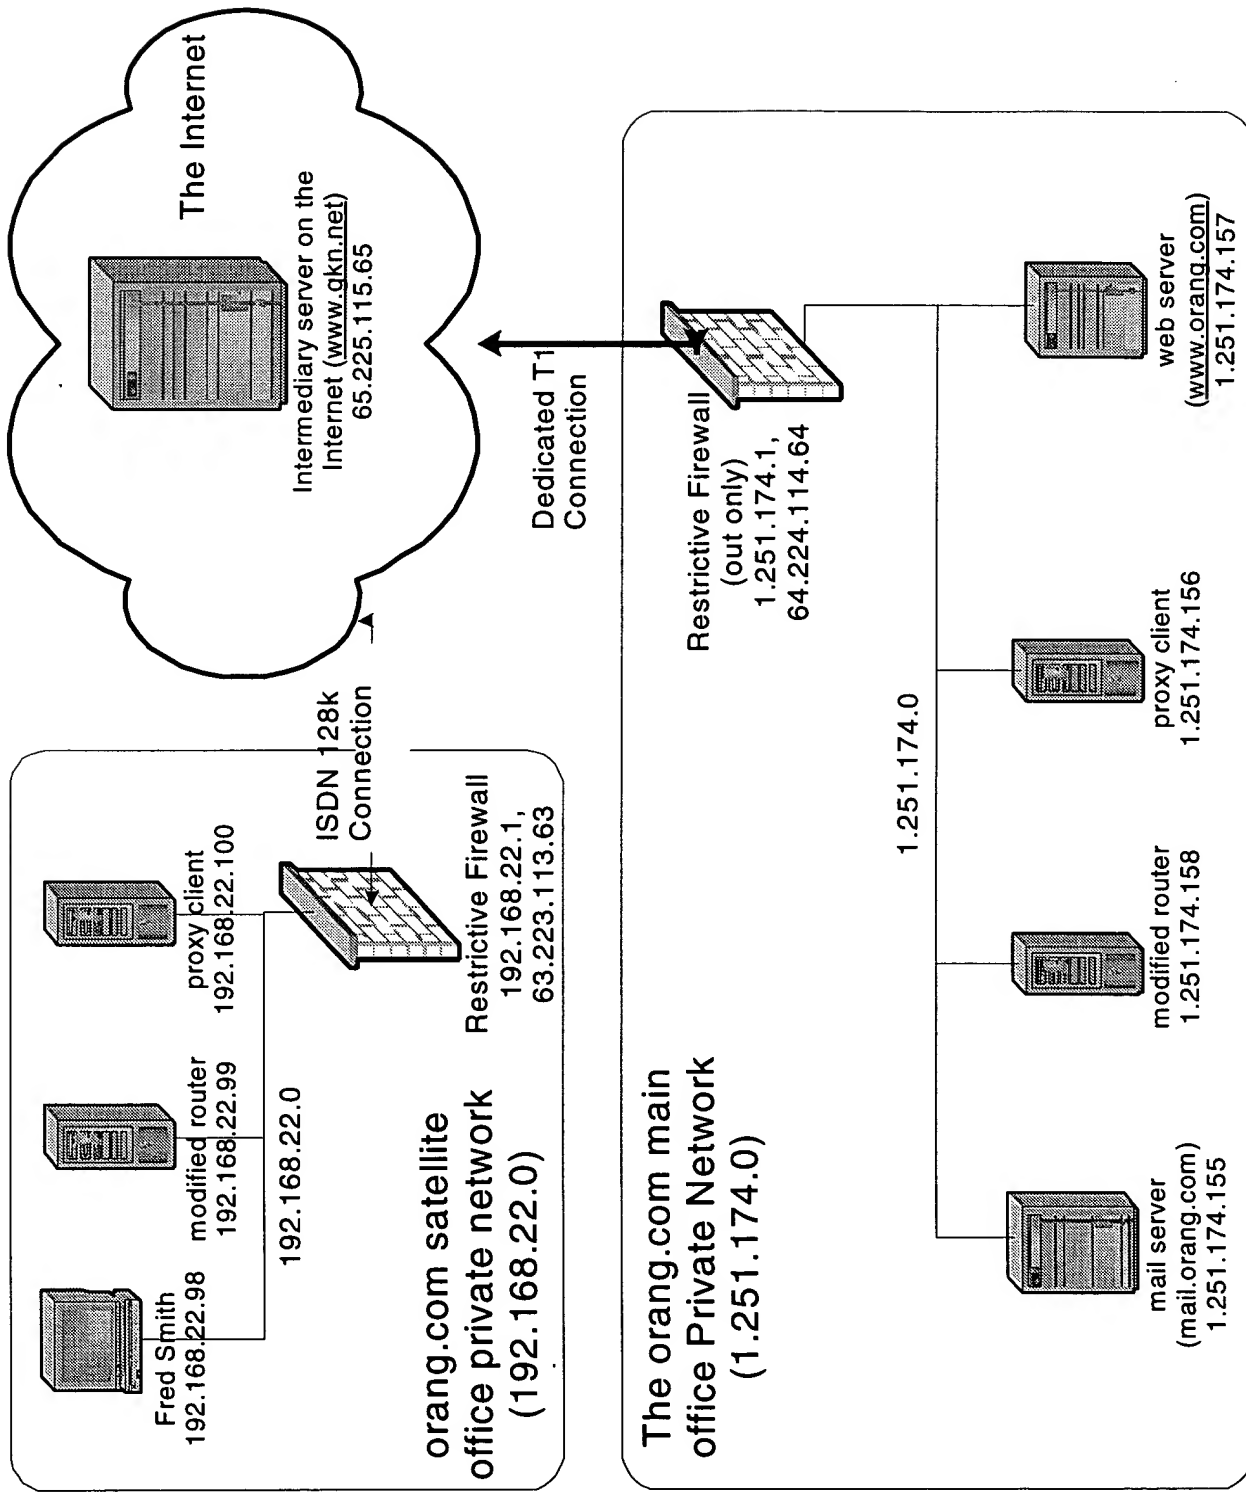 Fred Smith
192.168.22.98
modified router
192.168.22.99
proxy client
192.168.22.100
192.168.22.0
ISDN 128k
Connection
Restrictive Firewall
192.168.22.1,
63.223.113.63
orang.com satellite
office private network
(192.168.22.0)
The Internet
Intermediary server on the
Internet (www.gkn.net)
65.225.115.65
Dedicated T1
Connection
The orang.com main
office Private Network
(1.251.174.0)
Restrictive Firewall
(out only)
1.251.174.1,
64.224.114.64
1.251.174.0
mail server
(mail.orang.com)
1.251.174.155
modified router
1.251.174.158
proxy client
1.251.174.156
web server
(www.orang.com)
1.251.174.157